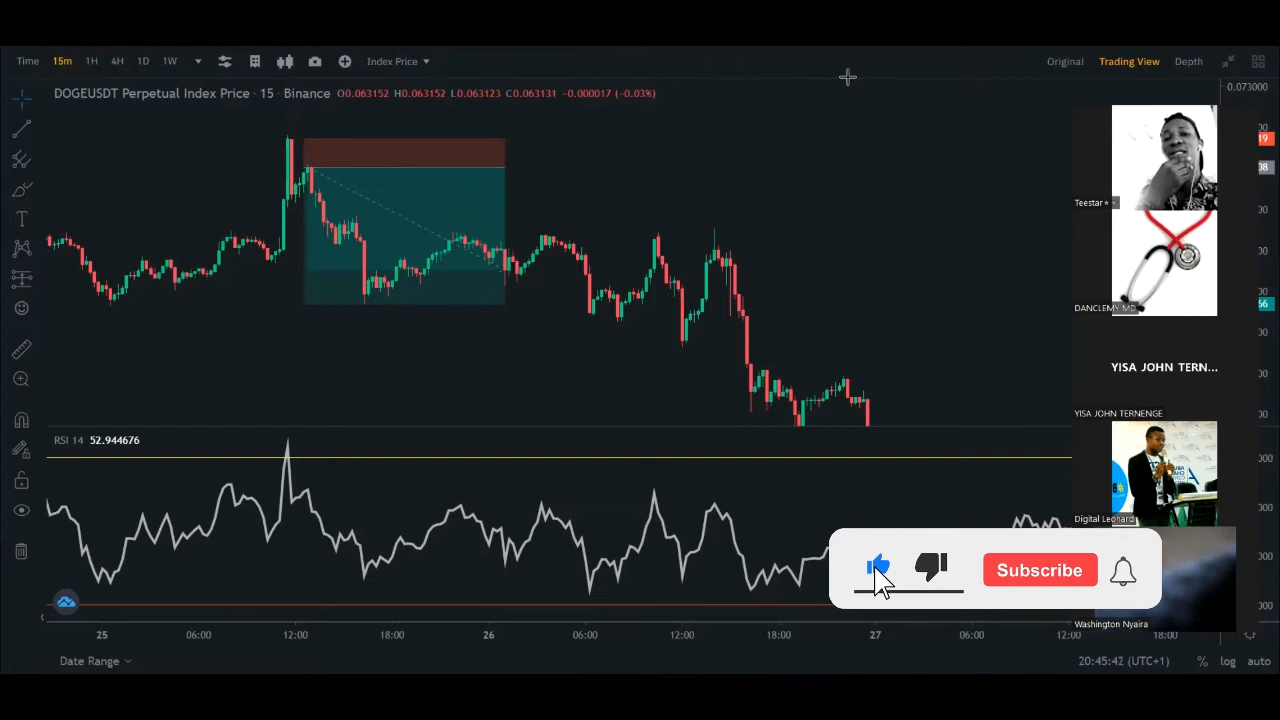 Time 15m 1H 4H 1D 1W Index Price Original Trading View Depth
DOGEUSDT Perpetual Index Price · 15 · Binance O0.063152 H0.063152 L0.063123 C0.063131 -0.000017 (-0.03%)
0.073000
19
08
56
Teestar
DANCLEMY MD
YISA JOHN TERN...
YISA JOHN TERNENGE
Digital Leonard
Washington Nyaira
RSI 14 52.944676
Subscribe
25 06:00 12:00 18:00 26 06:00 12:00 18:00 27 06:00 12:00 18:00
Date Range 20:45:42 (UTC+1) % log auto